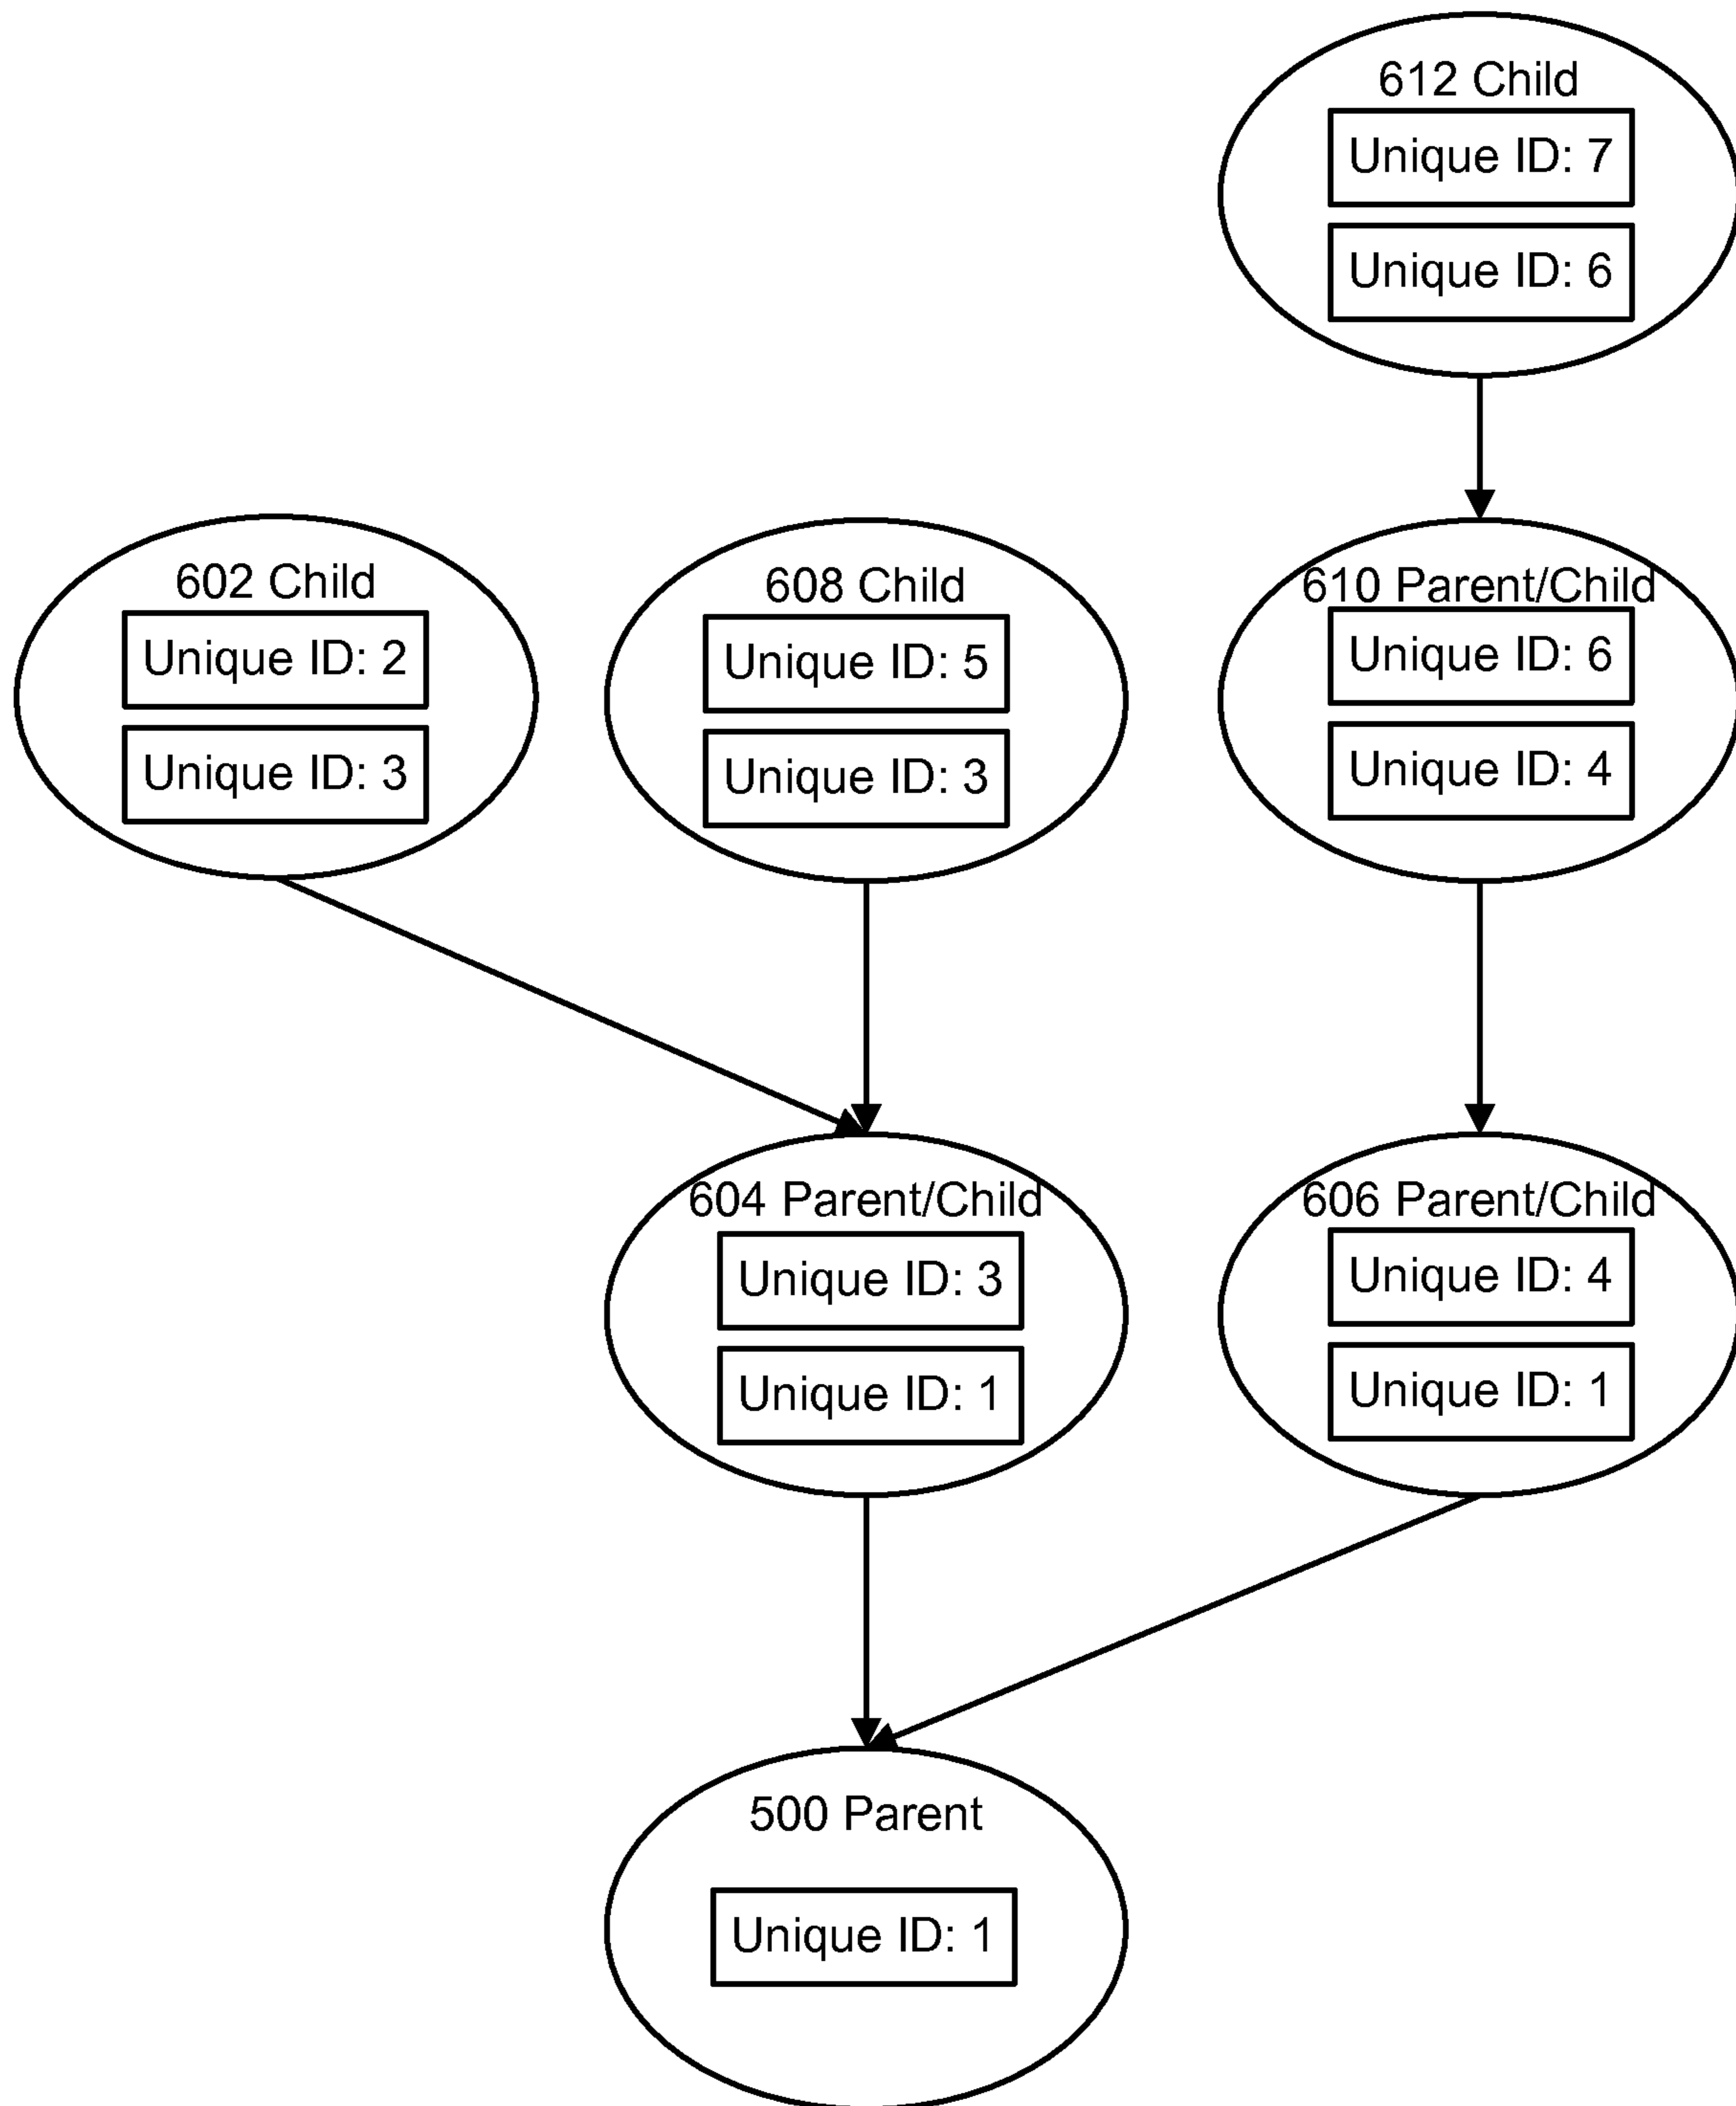 612 Child
Unique ID: 7
Unique ID: 6
602 Child
Unique ID: 2
Unique ID: 3
608 Child
Unique ID: 5
Unique ID: 3
610 Parent/Child
Unique ID: 6
Unique ID: 4
604 Parent/Child
Unique ID: 3
Unique ID: 1
606 Parent/Child
Unique ID: 4
Unique ID: 1
500 Parent
Unique ID: 1